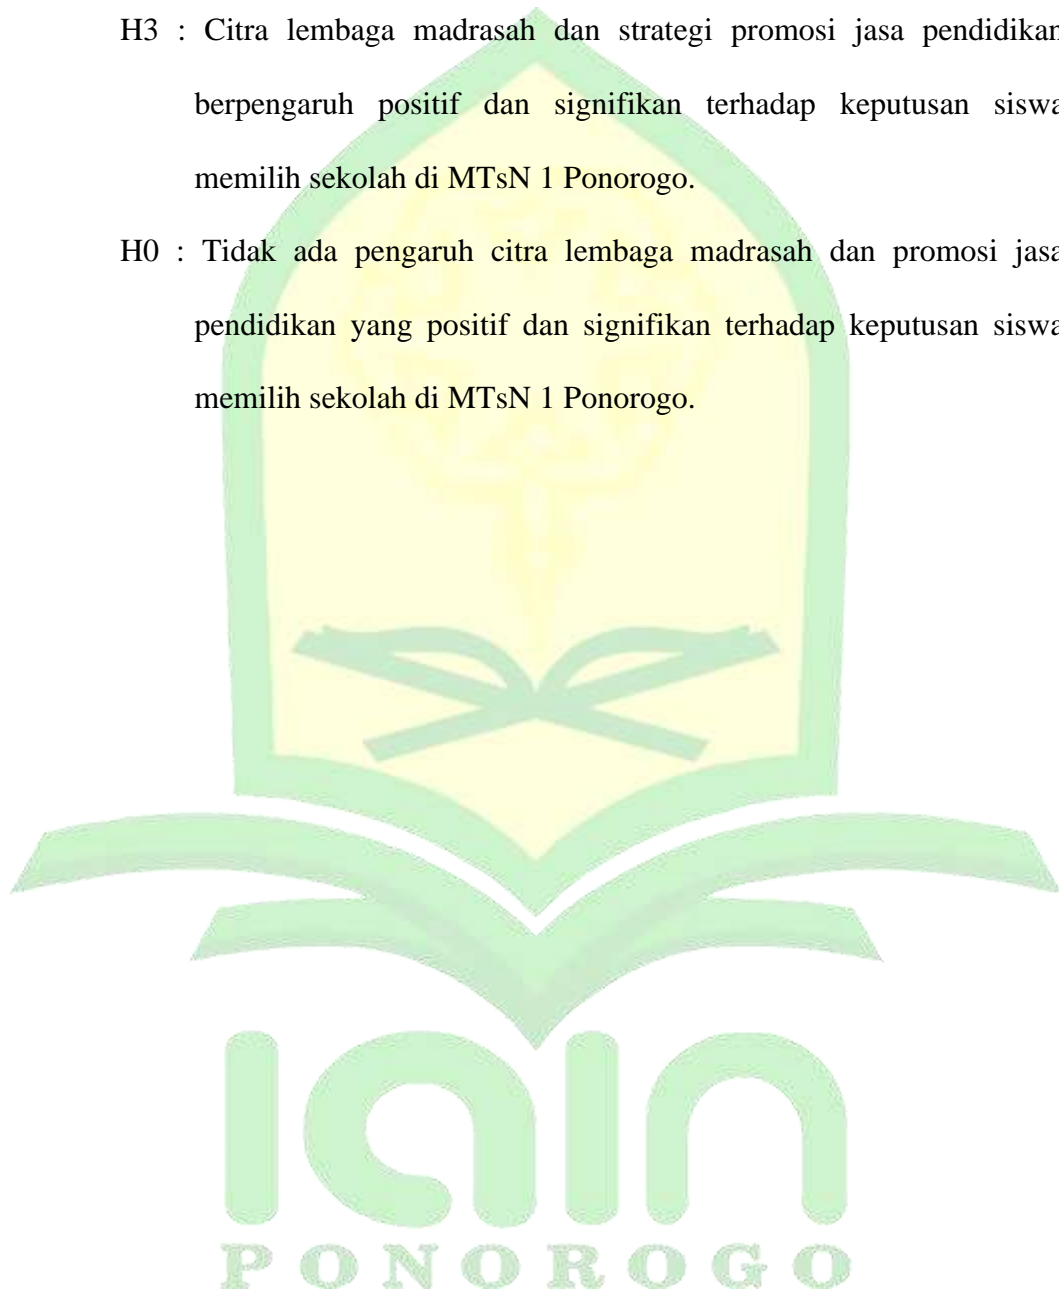 H3 : Citra lembaga madrasah dan strategi promosi jasa pendidikan
berpengaruh positif dan signifikan terhadap keputusan siswa
memilih sekolah di MTsN 1 Ponorogo.
H0 : Tidak ada pengaruh citra lembaga madrasah dan promosi jasa
pendidikan yang positif dan signifikan terhadap keputusan siswa
memilih sekolah di MTsN 1 Ponorogo.
IAIN
PONOROGO